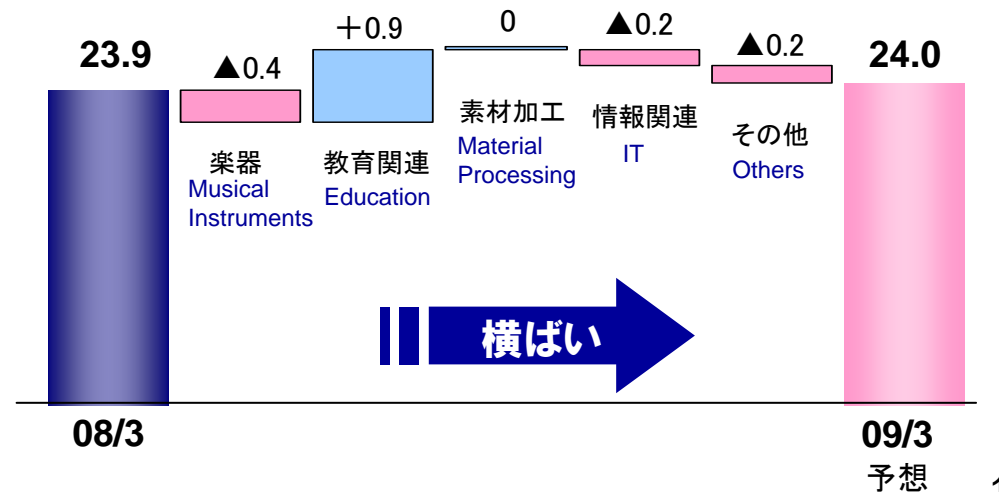 23.9
▲0.4
+0.9
0
▲0.2
▲0.2
24.0
楽器
Musical
Instruments
教育関連
Education
素材加工
Material
Processing
情報関連
IT
その他
Others
横ばい
08/3
09/3
予想